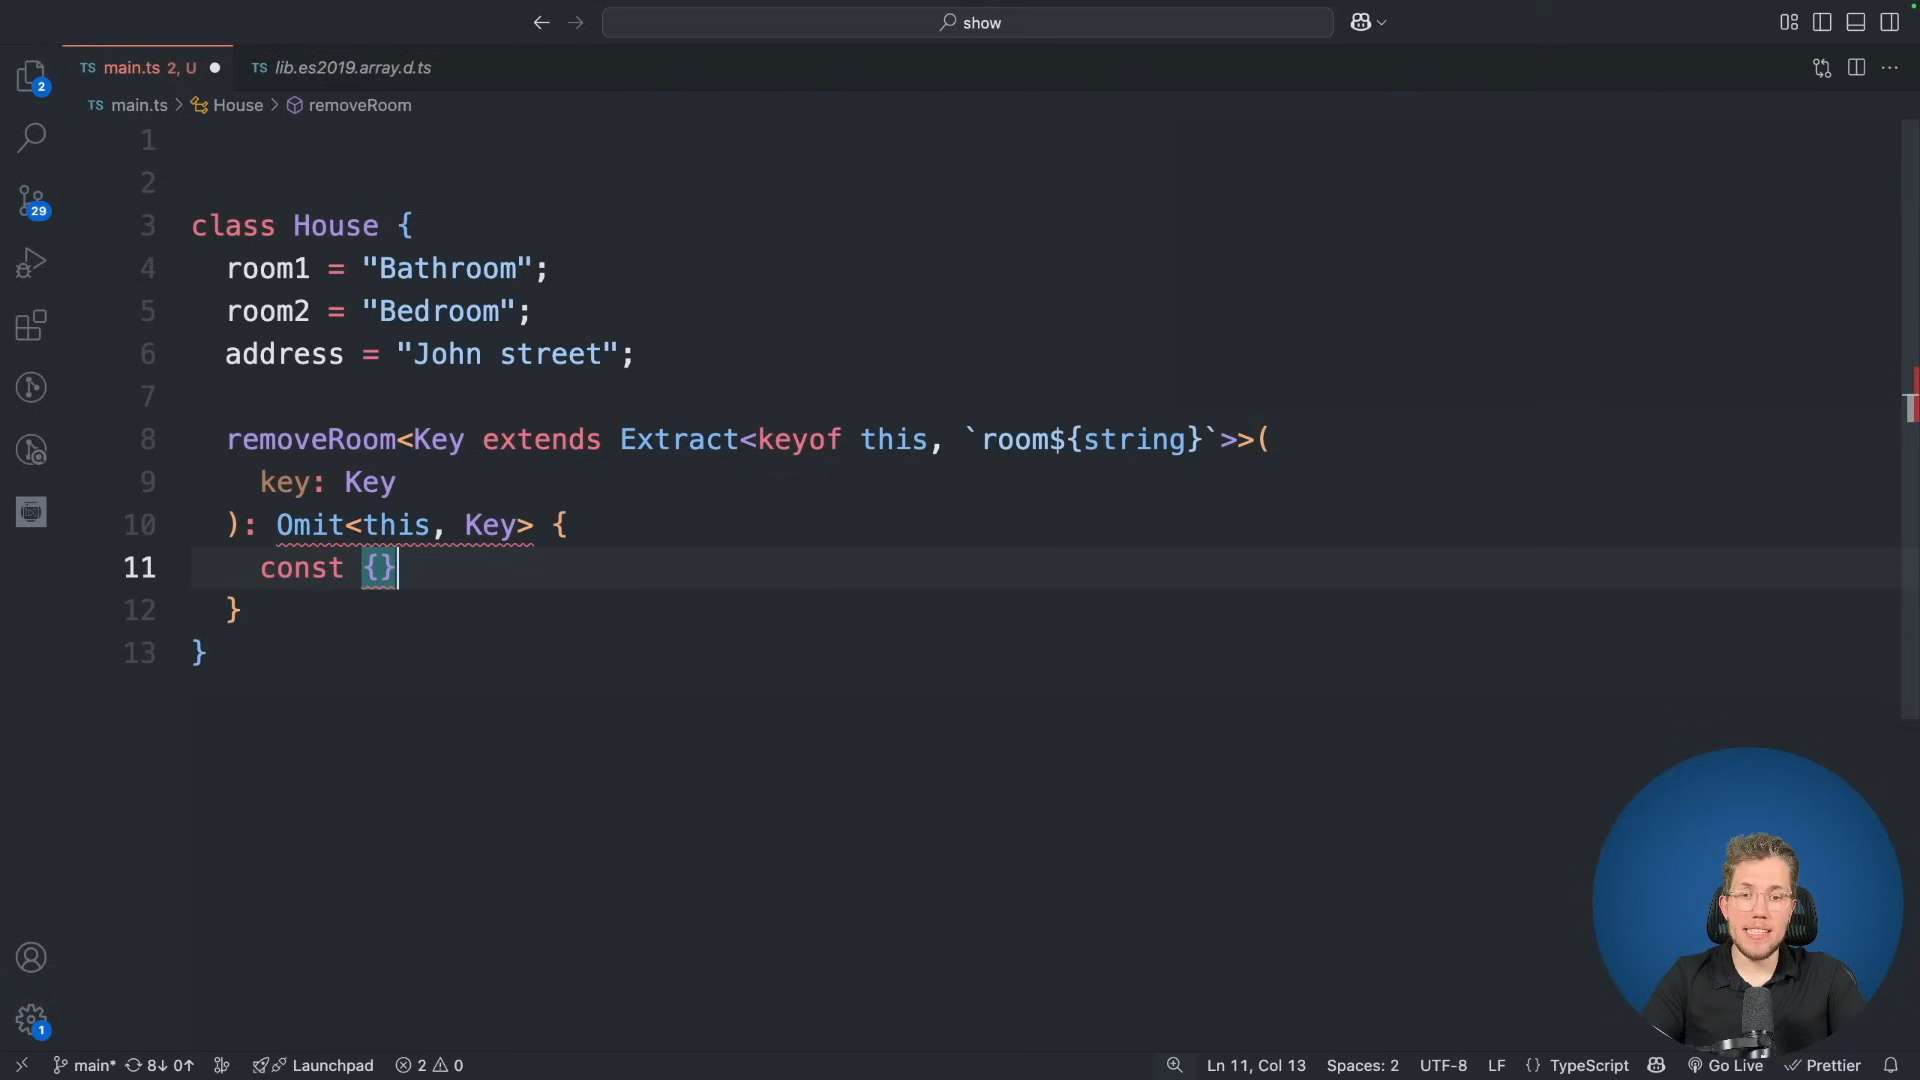 show
TS main.ts 2, U ● TS lib.es2019.array.d.ts
TS main.ts > House > removeRoom
1
2
3 class House {
4 room1 = "Bathroom";
5 room2 = "Bedroom";
6 address = "John street";
7
8 removeRoom<Key extends Extract<keyof this, `room${string}`>>(
9 key: Key
10 ): Omit<this, Key> {
11 const {}
12 }
13 }
2
29
1
main* 8↓ 0↑ Launchpad 2 0 Ln 11, Col 13 Spaces: 2 UTF-8 LF {} TypeScript Go Live Prettier